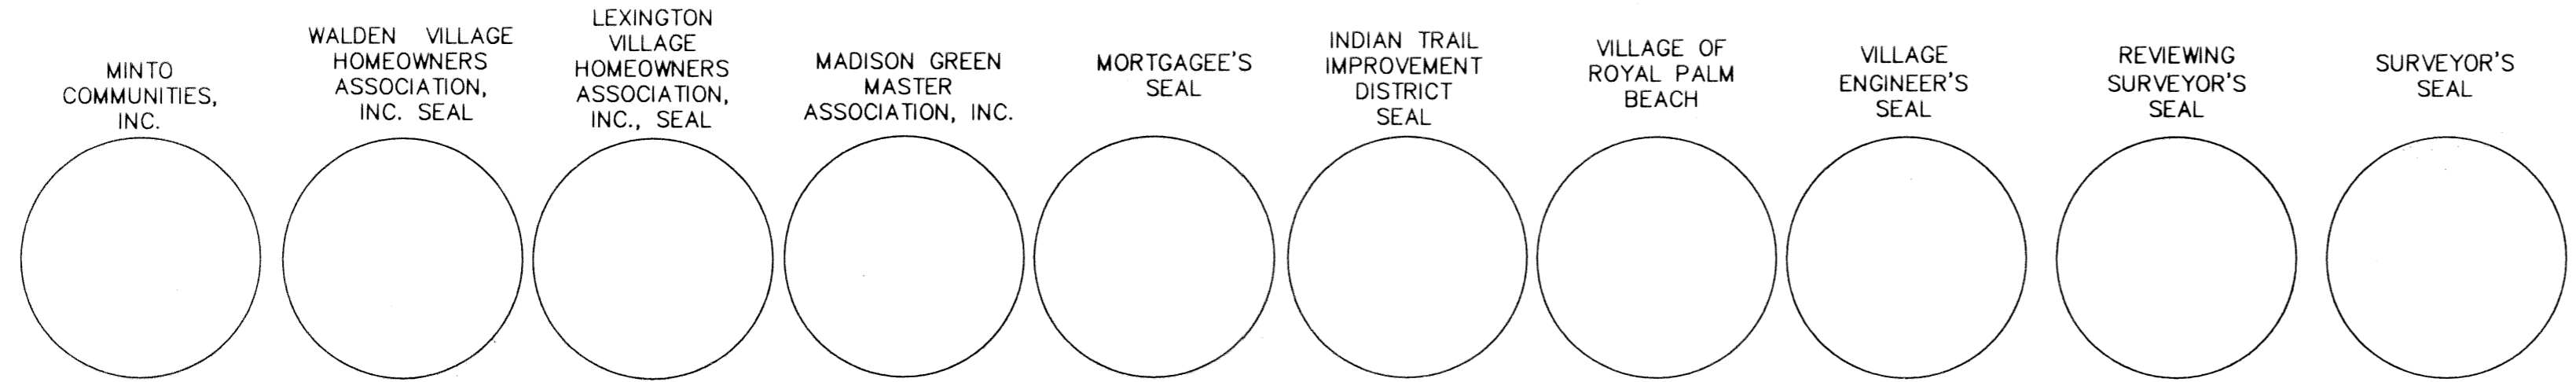 MINTO
COMMUNITIES,
INC.
WALDEN VILLAGE
HOMEOWNERS
ASSOCIATION,
INC. SEAL
LEXINGTON
VILLAGE
HOMEOWNERS
ASSOCIATION,
INC., SEAL
MADISON GREEN
MASTER
ASSOCIATION, INC.
MORTGAGEE'S
SEAL
INDIAN TRAIL
IMPROVEMENT
DISTRICT
SEAL
VILLAGE OF
ROYAL PALM
BEACH
VILLAGE
ENGINEER'S
SEAL
REVIEWING
SURVEYOR'S
SEAL
SURVEYOR'S
SEAL